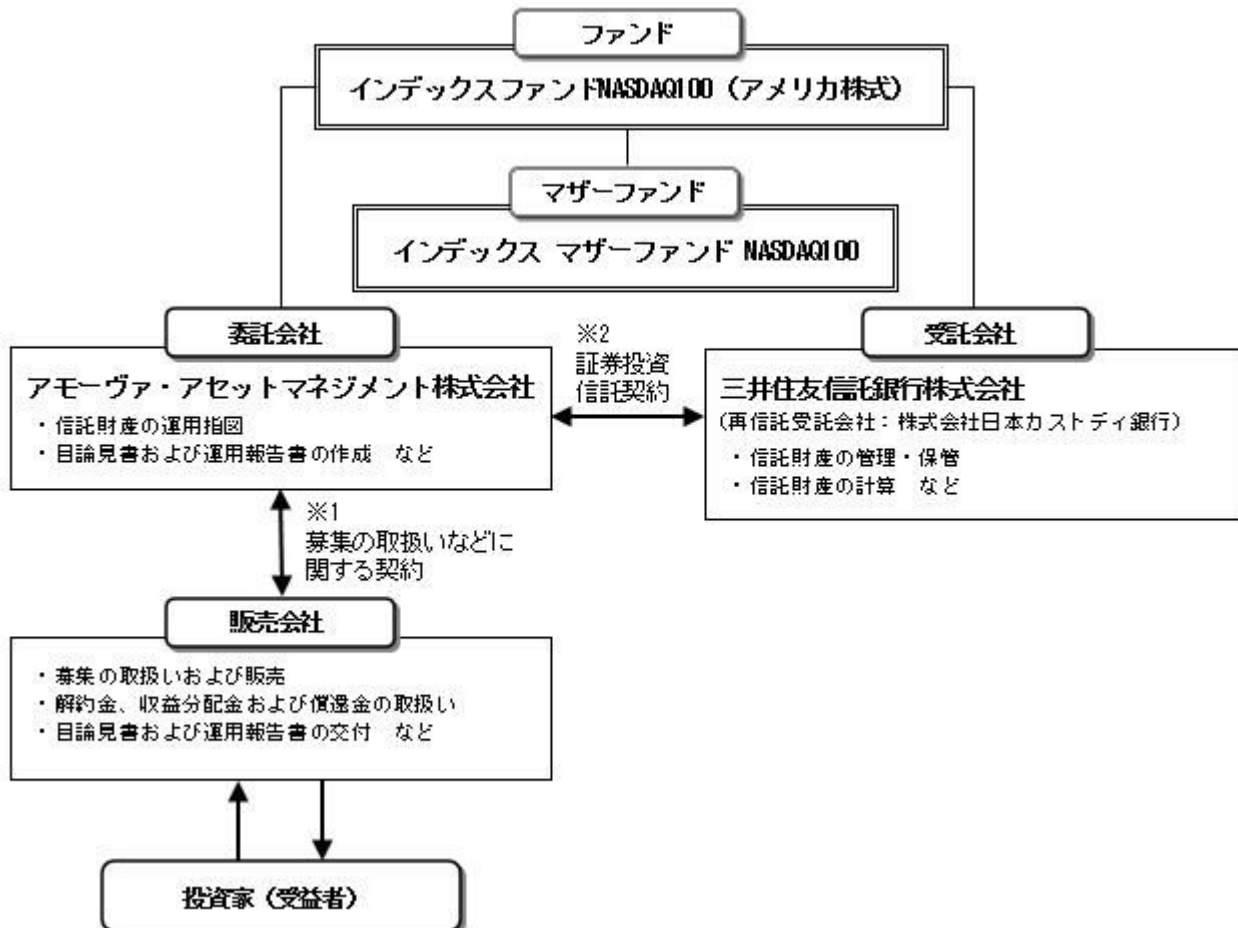 ファンド
インデックスファンドNASDAQ100（アメリカ株式）
マザーファンド
インデックス マザーファンド NASDAQ100
委託会社
アモーヴァ・アセットマネジメント株式会社
・信託財産の運用指図
・目論見書および運用報告書の作成　など
※2
証券投資
信託契約
受託会社
三井住友信託銀行株式会社
(再信託受託会社：株式会社日本カストディ銀行)
・信託財産の管理・保管
・信託財産の計算　など
※1
募集の取扱いなどに
関する契約
販売会社
・募集の取扱いおよび販売
・解約金、収益分配金および償還金の取扱い
・目論見書および運用報告書の交付　など
投資家（受益者）